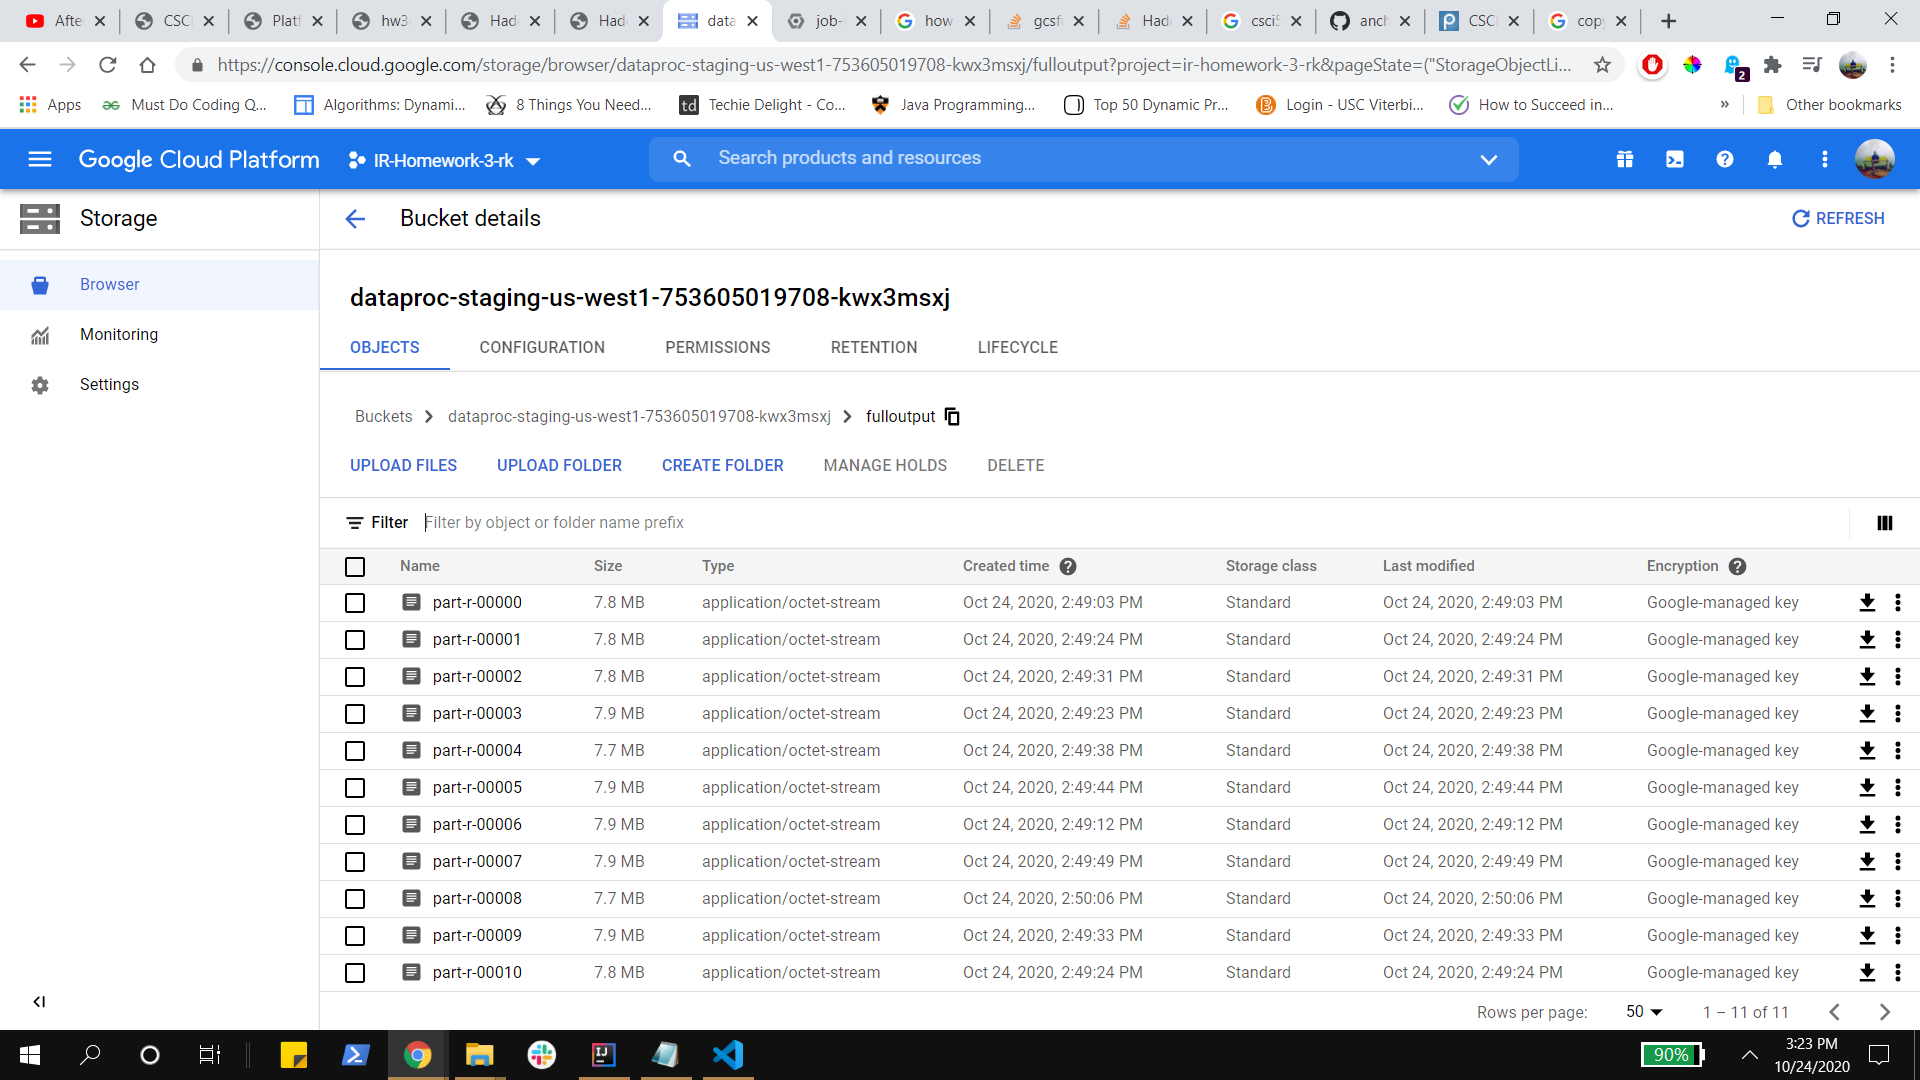 Afte
CSCI
Platf
hw3-
Had
Had
data
job-
how
gcsf
Had
csci5
anch
CSCI
copy
https://console.cloud.google.com/storage/browser/dataproc-staging-us-west1-753605019708-kwx3msxj/fulloutput?project=ir-homework-3-rk&pageState=("StorageObjectLi...
2
Apps
Must Do Coding Q...
Algorithms: Dynami...
8 Things You Need...
td
Techie Delight - Co...
Java Programming...
Top 50 Dynamic Pr...
Login - USC Viterbi...
How to Succeed in...
»
Other bookmarks
Google Cloud Platform
IR-Homework-3-rk
Search products and resources
Storage
Bucket details
REFRESH
Browser
Monitoring
Settings
dataproc-staging-us-west1-753605019708-kwx3msxj
OBJECTS CONFIGURATION PERMISSIONS RETENTION LIFECYCLE
Buckets > dataproc-staging-us-west1-753605019708-kwx3msxj > fulloutput
UPLOAD FILES UPLOAD FOLDER CREATE FOLDER MANAGE HOLDS DELETE
Filter Filter by object or folder name prefix
Name Size Type Created time Storage class Last modified Encryption
part-r-00000 7.8 MB application/octet-stream Oct 24, 2020, 2:49:03 PM Standard Oct 24, 2020, 2:49:03 PM Google-managed key
part-r-00001 7.8 MB application/octet-stream Oct 24, 2020, 2:49:24 PM Standard Oct 24, 2020, 2:49:24 PM Google-managed key
part-r-00002 7.8 MB application/octet-stream Oct 24, 2020, 2:49:31 PM Standard Oct 24, 2020, 2:49:31 PM Google-managed key
part-r-00003 7.9 MB application/octet-stream Oct 24, 2020, 2:49:23 PM Standard Oct 24, 2020, 2:49:23 PM Google-managed key
part-r-00004 7.7 MB application/octet-stream Oct 24, 2020, 2:49:38 PM Standard Oct 24, 2020, 2:49:38 PM Google-managed key
part-r-00005 7.9 MB application/octet-stream Oct 24, 2020, 2:49:44 PM Standard Oct 24, 2020, 2:49:44 PM Google-managed key
part-r-00006 7.9 MB application/octet-stream Oct 24, 2020, 2:49:12 PM Standard Oct 24, 2020, 2:49:12 PM Google-managed key
part-r-00007 7.9 MB application/octet-stream Oct 24, 2020, 2:49:49 PM Standard Oct 24, 2020, 2:49:49 PM Google-managed key
part-r-00008 7.7 MB application/octet-stream Oct 24, 2020, 2:50:06 PM Standard Oct 24, 2020, 2:50:06 PM Google-managed key
part-r-00009 7.9 MB application/octet-stream Oct 24, 2020, 2:49:33 PM Standard Oct 24, 2020, 2:49:33 PM Google-managed key
part-r-00010 7.8 MB application/octet-stream Oct 24, 2020, 2:49:24 PM Standard Oct 24, 2020, 2:49:24 PM Google-managed key
Rows per page: 50 1 – 11 of 11
90%
3:23 PM
10/24/2020